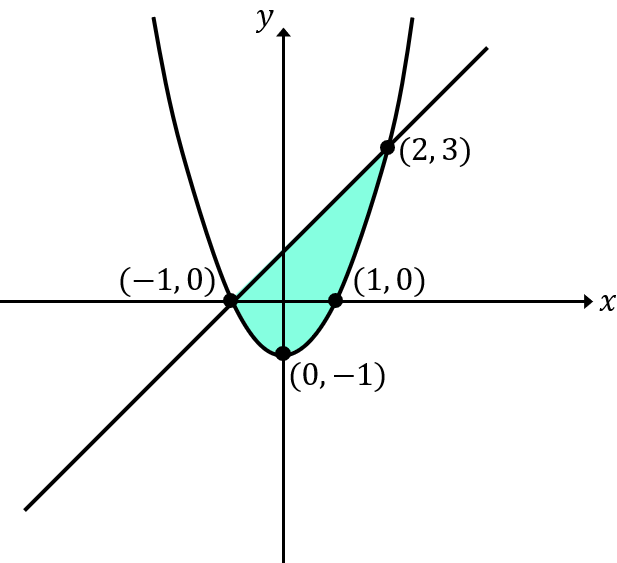 y
(2, 3)
(−1, 0)
(1, 0)
x
(0, −1)